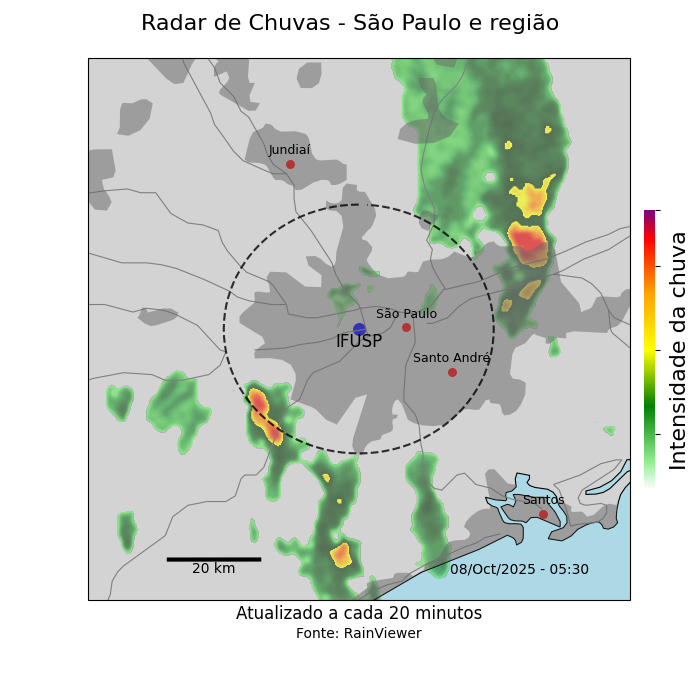 Radar de Chuvas - São Paulo e região
Jundiaí
São Paulo
IFUSP
Santo André
Santos
20 km
08/Oct/2025 - 05:30
Intensidade da chuva
Atualizado a cada 20 minutos
Fonte: RainViewer